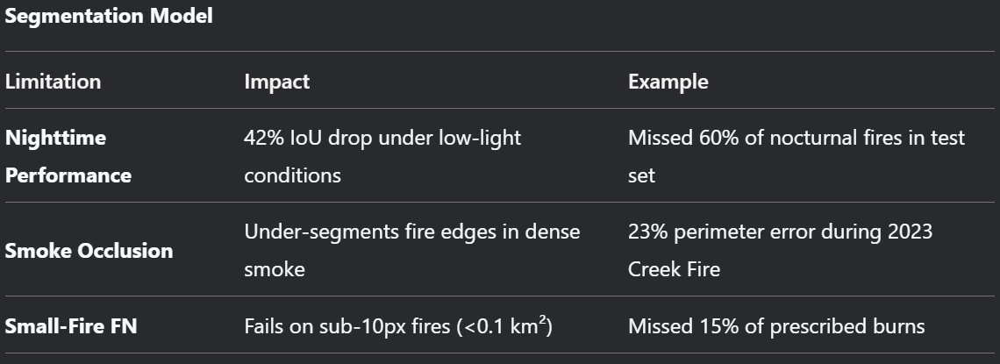 Segmentation Model
Limitation Impact Example
Nighttime Performance 42% IoU drop under low-light conditions Missed 60% of nocturnal fires in test set
Smoke Occlusion Under-segments fire edges in dense smoke 23% perimeter error during 2023 Creek Fire
Small-Fire FN Fails on sub-10px fires (<0.1 km²) Missed 15% of prescribed burns